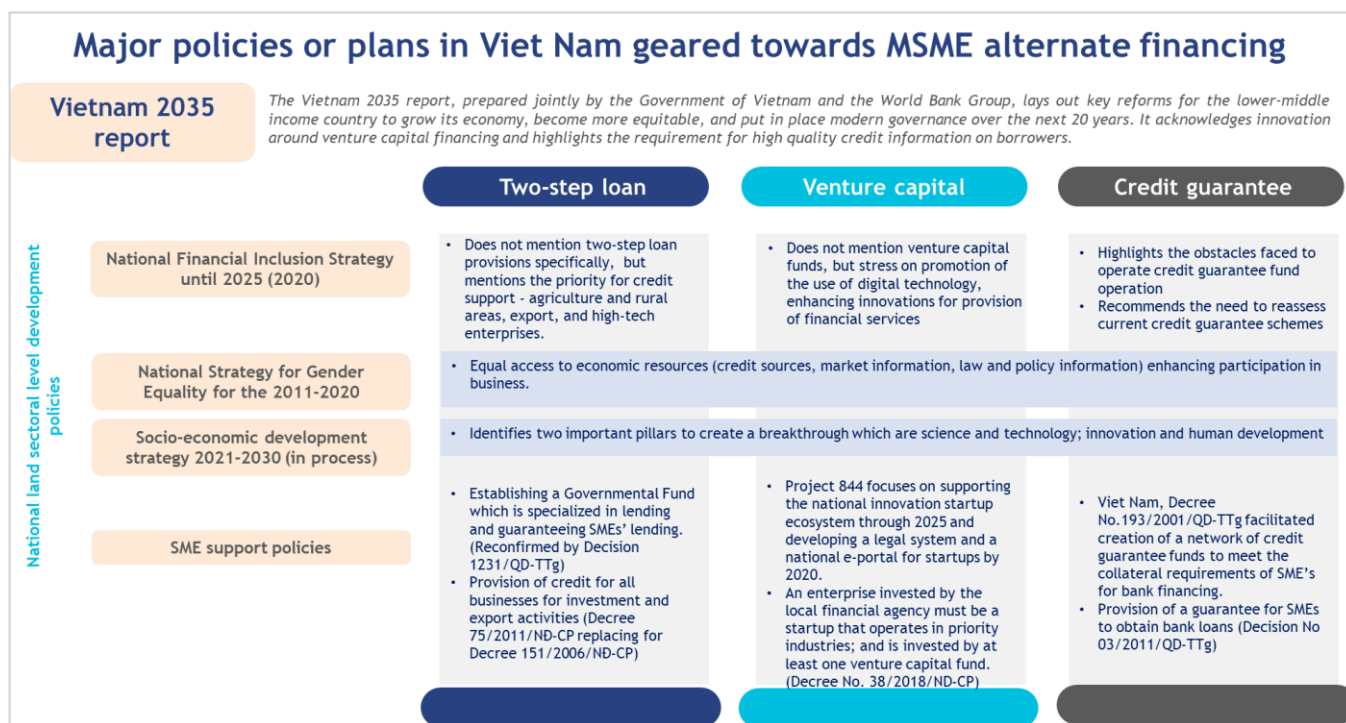 Major policies or plans in Viet Nam geared towards MSME alternate financing
Vietnam 2035
report
The Vietnam 2035 report, prepared jointly by the Government of Vietnam and the World Bank Group, lays out key reforms for the lower-middle
income country to grow its economy, become more equitable, and put in place modern governance over the next 20 years. It acknowledges innovation
around venture capital financing and highlights the requirement for high quality credit information on borrowers.
Two-step loan
Venture capital
Credit guarantee
National land sectoral level development
policies
National Financial Inclusion Strategy
until 2025 (2020)
• Does not mention two-step loan
provisions specifically, but
mentions the priority for credit
support - agriculture and rural
areas, export, and high-tech
enterprises.
• Does not mention venture capital
funds, but stress on promotion of
the use of digital technology,
enhancing innovations for provision
of financial services
• Highlights the obstacles faced to
operate credit guarantee fund
operation
• Recommends the need to reassess
current credit guarantee schemes
National Strategy for Gender
Equality for the 2011-2020
• Equal access to economic resources (credit sources, market information, law and policy information) enhancing participation in
business.
Socio-economic development
strategy 2021-2030 (in process)
• Identifies two important pillars to create a breakthrough which are science and technology; innovation and human development
SME support policies
• Establishing a Governmental Fund
which is specialized in lending
and guaranteeing SMEs' lending.
(Reconfirmed by Decision
1231/QD-TTg)
• Provision of credit for all
businesses for investment and
export activities (Decree
75/2011/NĐ-CP replacing for
Decree 151/2006/NĐ-CP)
• Project 844 focuses on supporting
the national innovation startup
ecosystem through 2025 and
developing a legal system and a
national e-portal for startups by
2020.
• An enterprise invested by the
local financial agency must be a
startup that operates in priority
industries; and is invested by at
least one venture capital fund.
(Decree No. 38/2018/ND-CP)
• Viet Nam, Decree
No.193/2001/QD-TTg facilitated
creation of a network of credit
guarantee funds to meet the
collateral requirements of SME's
for bank financing.
• Provision of a guarantee for SMEs
to obtain bank loans (Decision No
03/2011/QD-TTg)